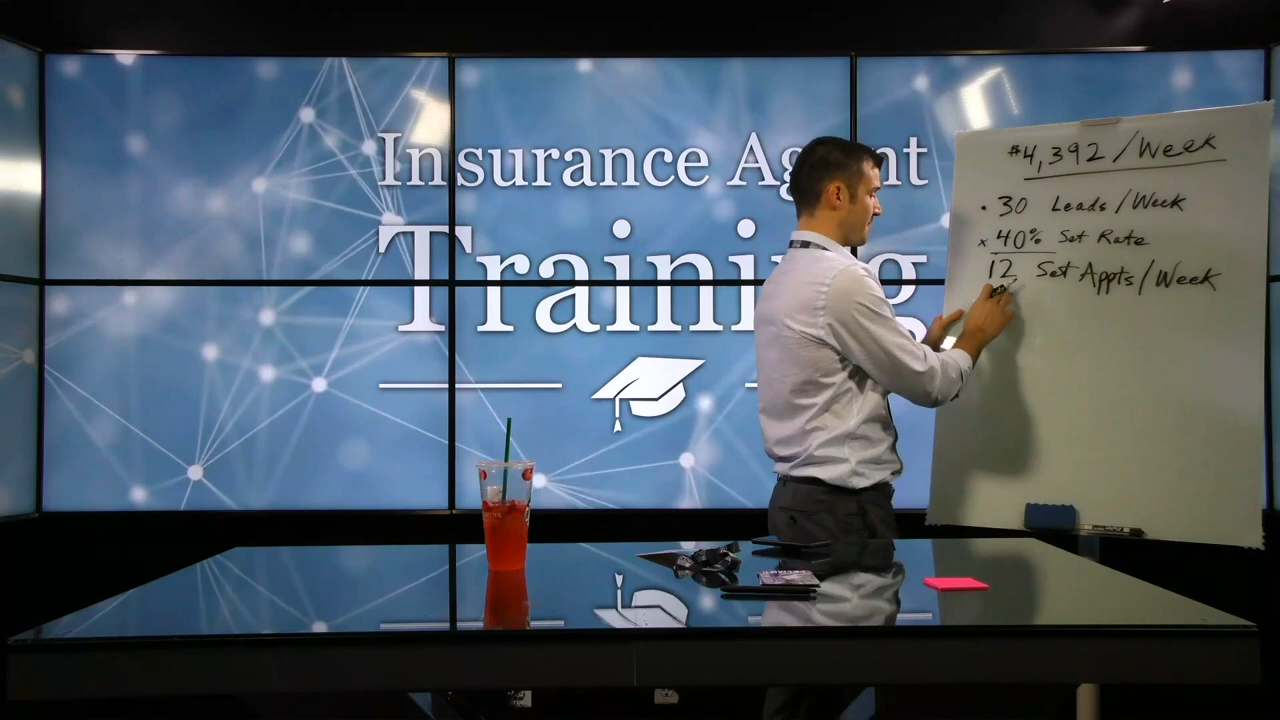 Insurance Agent
Training
$4,392/Week
• 30 Leads/Week
x 40% Set Rate
12 Set Appts/Week